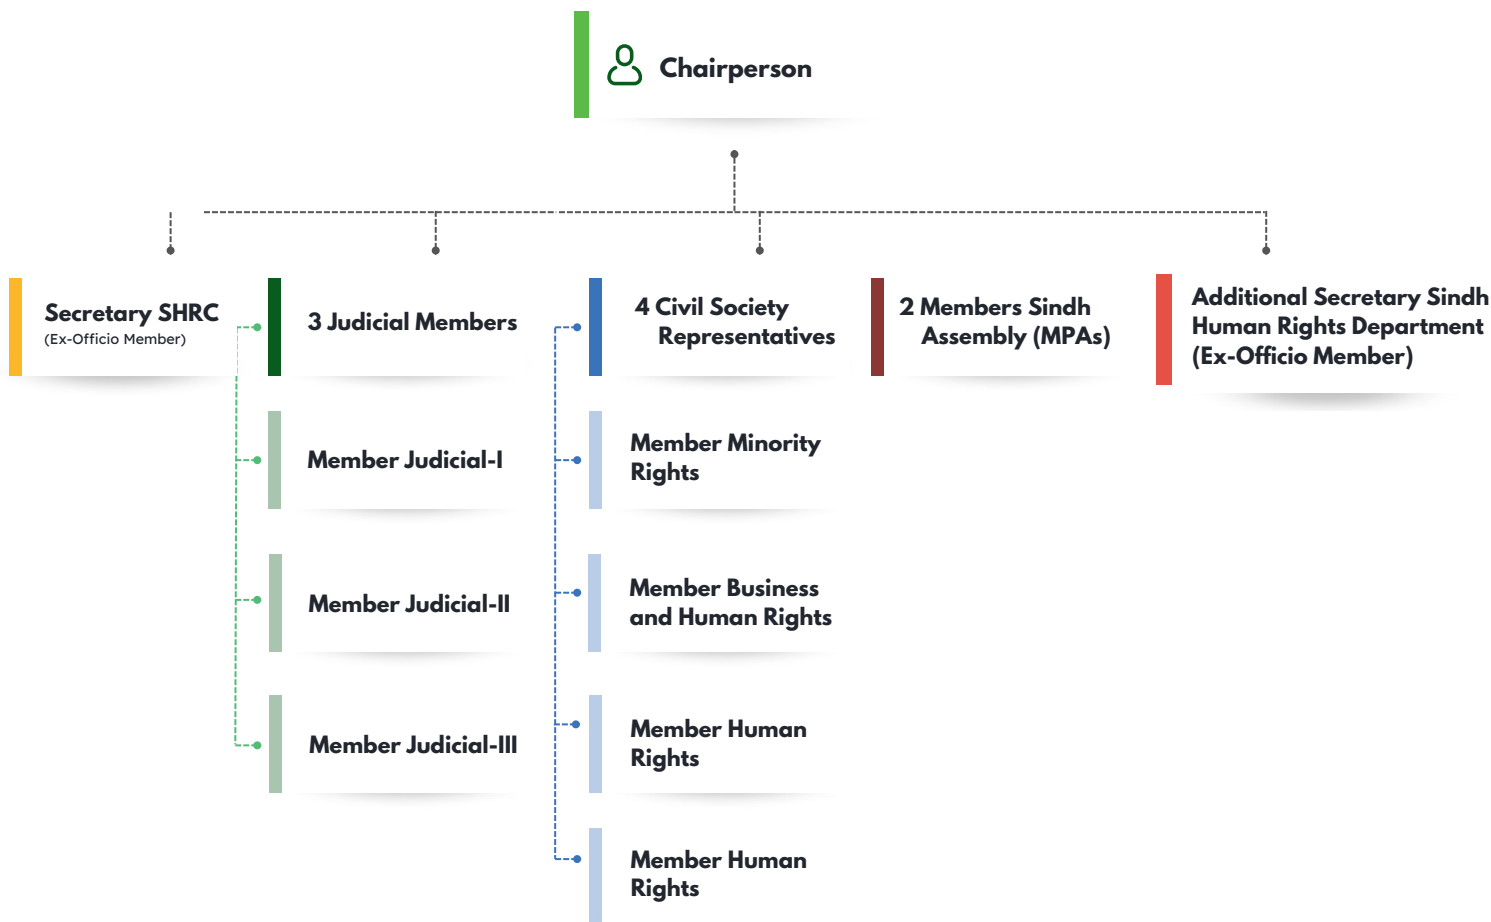 Chairperson
Secretary SHRC
(Ex-Officio Member)
3 Judicial Members
4 Civil Society
Representatives
2 Members Sindh
Assembly (MPAs)
Additional Secretary Sindh
Human Rights Department
(Ex-Officio Member)
Member Judicial-I
Member Judicial-II
Member Judicial-III
Member Minority
Rights
Member Business
and Human Rights
Member Human
Rights
Member Human
Rights